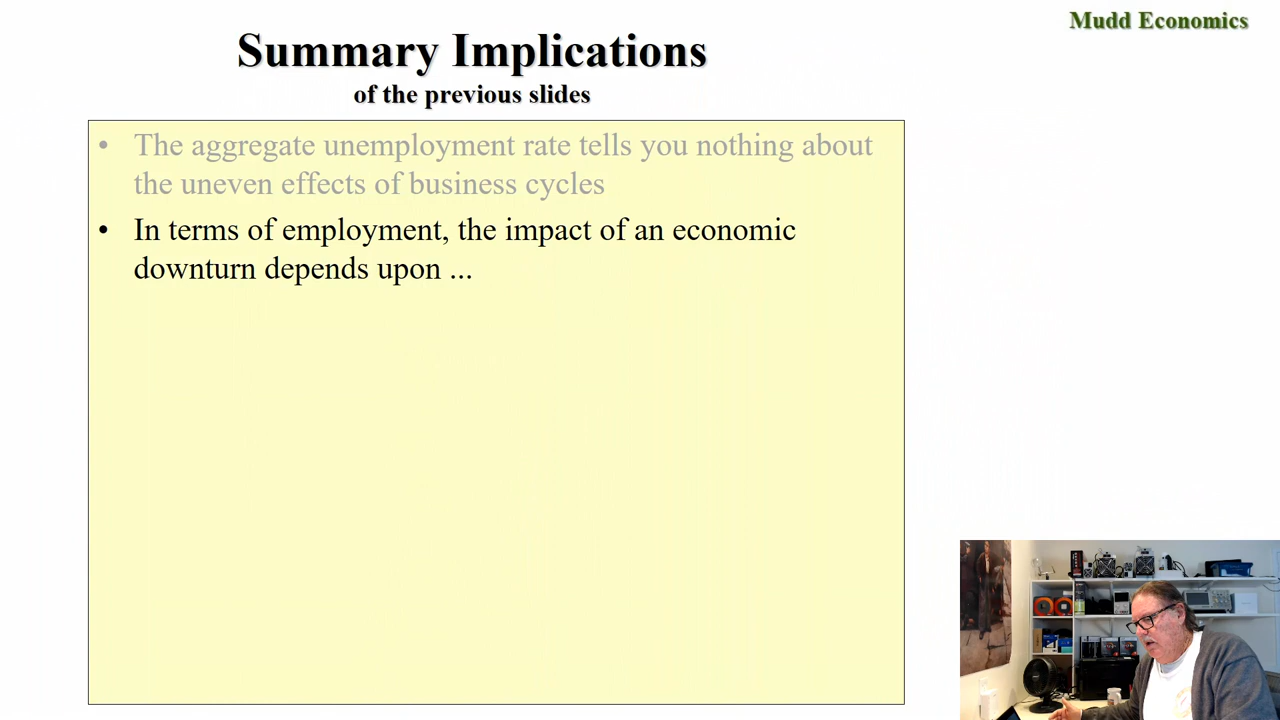 Mudd Economics
Summary Implications
of the previous slides
• The aggregate unemployment rate tells you nothing about
the uneven effects of business cycles
• In terms of employment, the impact of an economic
downturn depends upon ...